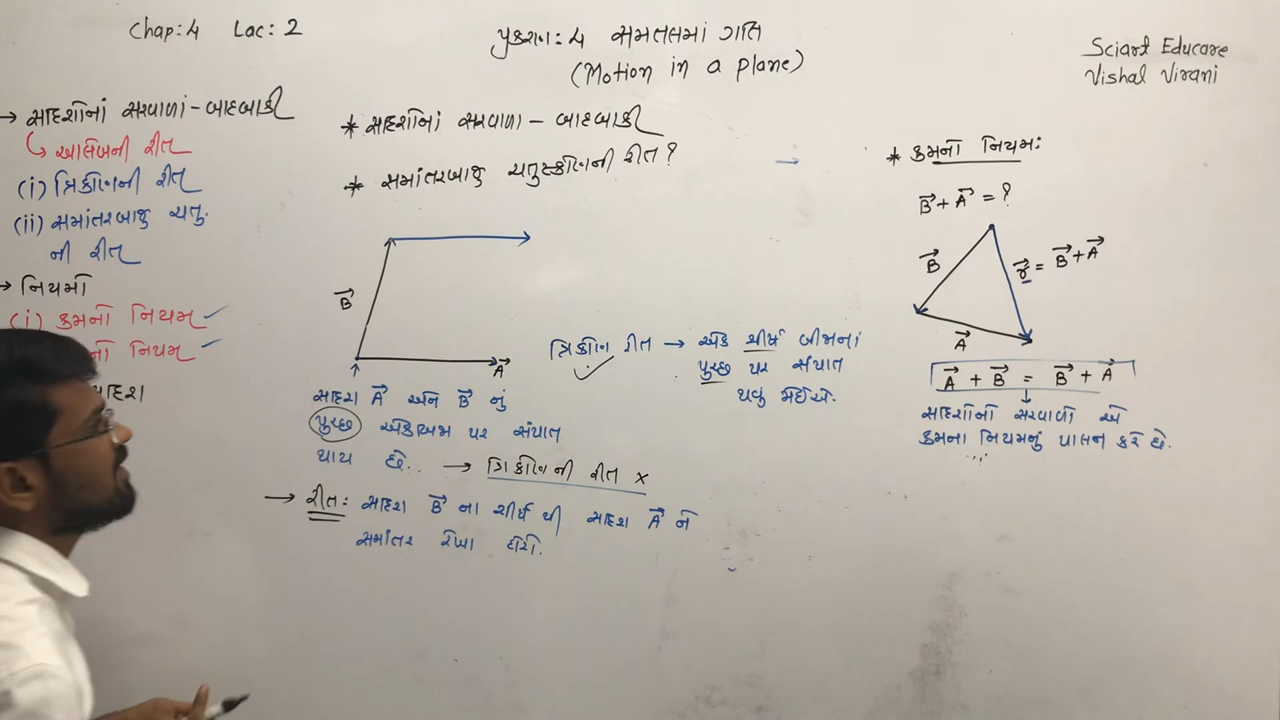 Chap: 4 Lec: 2
પ્રકરણ: 4 સમતલમાં ગતિ
(Motion in a plane)
Sciart Educare
Vishal Virani
→ સદિશોનાં સરવાળા - બાદબાકી
↳ આલેખની રીત
(i) ત્રિકોણની રીત
(ii) સમાંતરબાજુ ચતુ.
ની રીત
→ નિયમો
(i) ક્રમનો નિયમ ✓
નો નિયમ ✓
* સદિશોનાં સરવાળા - બાદબાકી
* સમાંતરબાજુ ચતુષ્કોણની રીત ?
B⃗
A⃗
સદિશ A⃗ અને B⃗ નું
પુચ્છ એકબીજા પર સંપાત
થાય છે. → ત્રિકોણની રીત ×
→ રીત: સદિશ B⃗ ના શીર્ષ થી સદિશ A⃗ ને
સમાંતર રેખા દોરો.
ત્રિકોણ રીત → એક શીર્ષ બીજાનાં
પુચ્છ પર સંપાત
થવું જોઈએ.
* ક્રમનો નિયમ:
B⃗ + A⃗ = ?
B⃗
r⃗ = B⃗ + A⃗
A⃗
A⃗ + B⃗ = B⃗ + A⃗
સદિશોનો સરવાળો એ
ક્રમના નિયમનું પાલન કરે છે.